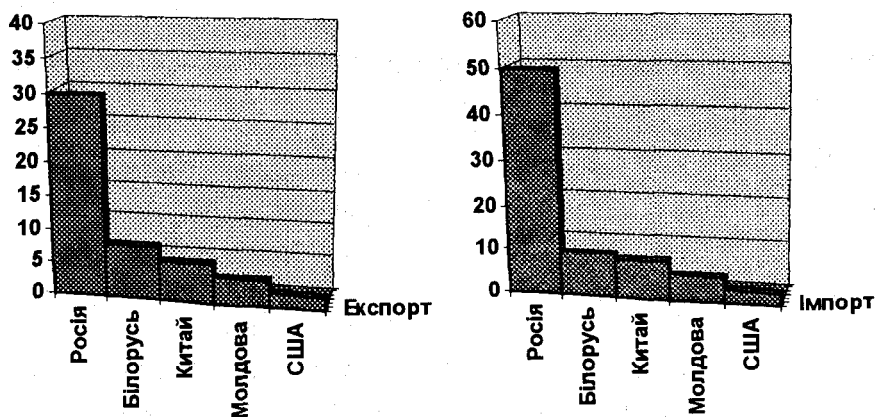 40
35
30
25
20
15
10
5
0
Росія
Білорусь
Китай
Молдова
США
Експорт
60
50
40
30
20
10
0
Росія
Білорусь
Китай
Молдова
США
Імпорт